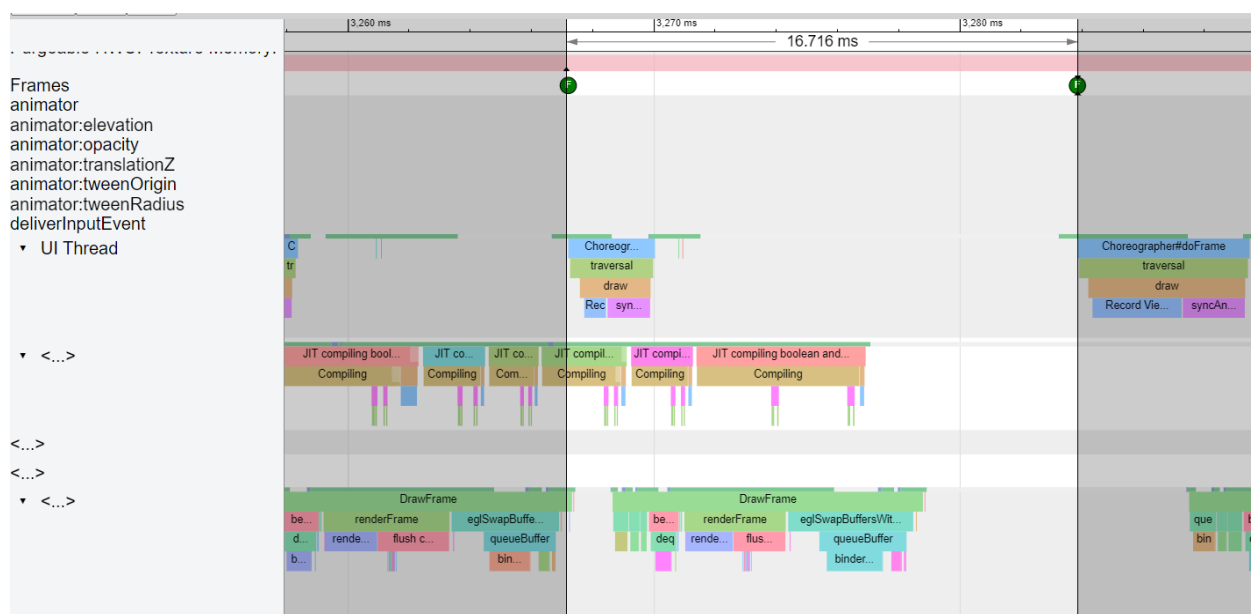 3,260 ms 3,270 ms 3,280 ms
16.716 ms
Frames F F
animator
animator:elevation
animator:opacity
animator:translationZ
animator:tweenOrigin
animator:tweenRadius
deliverInputEvent
▾ UI Thread C Choreogr... Choreographer#doFrame
tr traversal traversal
draw draw
Rec syn... Record Vie... syncAn...
▾ <...> JIT compiling bool... JIT co... JIT co... JIT compil... JIT compi... JIT compiling boolean and...
Compiling Compiling Com... Compiling Compiling Compiling
<...>
<...>
▾ <...> DrawFrame DrawFrame
be... renderFrame eglSwapBuffe... be... renderFrame eglSwapBuffersWit... que
d... rende... flush c... queueBuffer deq rende... flus... queueBuffer bin
b... bin... binder...